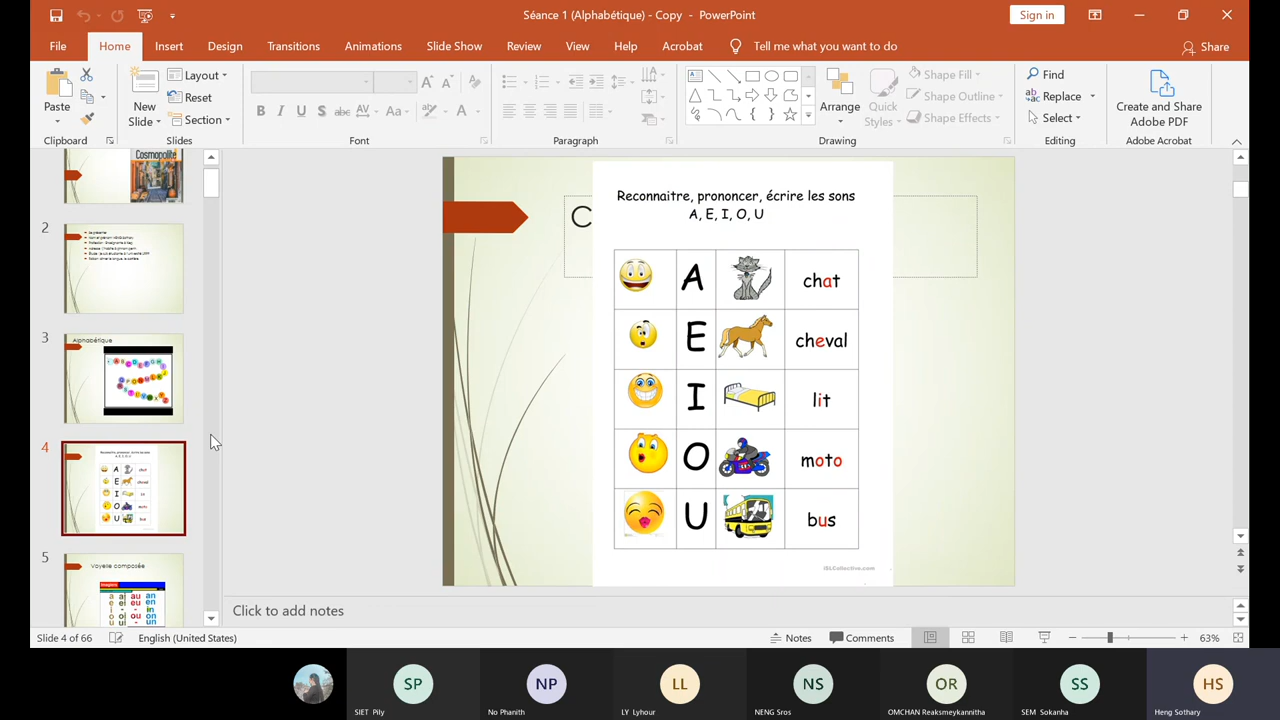 Séance 1 (Alphabétique) - Copy - PowerPoint
Sign in
File Home Insert Design Transitions Animations Slide Show Review View Help Acrobat Tell me what you want to do Share
Paste
New Slide
Layout
Reset
Section
Arrange
Quick Styles
Shape Fill
Shape Outline
Shape Effects
Find
Replace
Select
Create and Share Adobe PDF
Clipboard Slides Font Paragraph Drawing Editing Adobe Acrobat
Cosmopolite
2
3
Alphabétique
4
5
Voyelle composée
C
Reconnaitre, prononcer, écrire les sons
A, E, I, O, U
A chat
E cheval
I lit
O moto
U bus
iSLCollective.com
Click to add notes
Slide 4 of 66 English (United States) Notes Comments 63%
SP NP LL NS OR SS HS
SIET Pily No Phanith LY Lyhour NENG Sros OMCHAN Reaksmeykannitha SEM Sokanha Heng Sothary